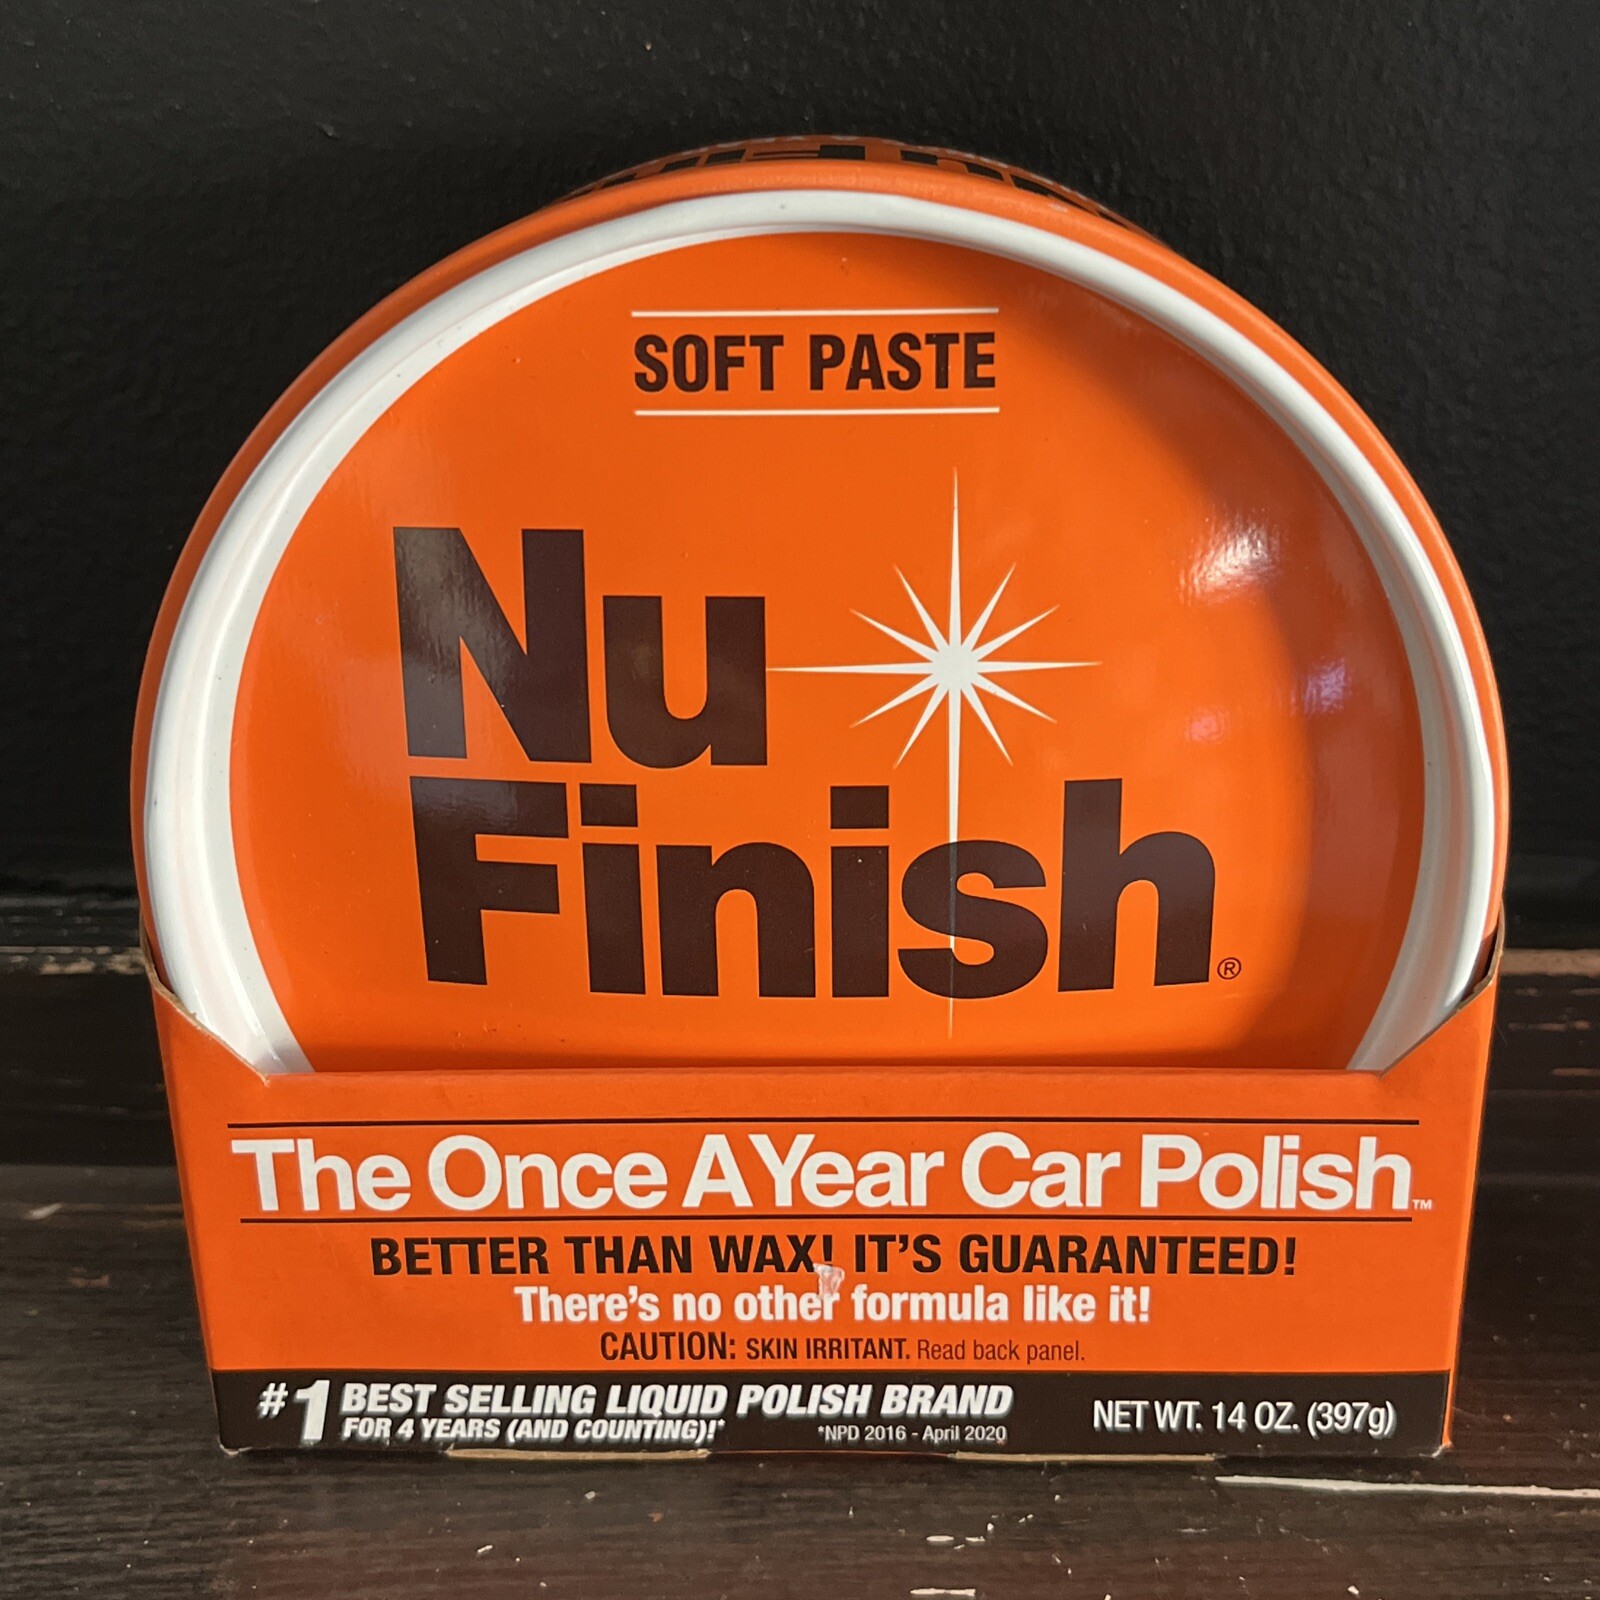 SOFT PASTE
Nu
Finish®
The Once A Year Car Polish™
BETTER THAN WAX! IT'S GUARANTEED!
There's no other formula like it!
CAUTION: SKIN IRRITANT. Read back panel.
#1 BEST SELLING LIQUID POLISH BRAND
FOR 4 YEARS (AND COUNTING)!*
*NPD 2016 - April 2020
NET WT. 14 OZ. (397g)